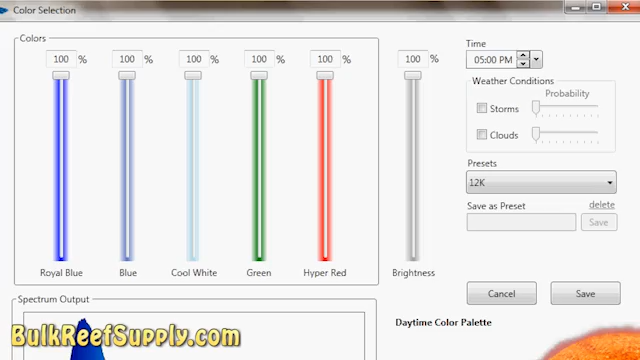 Color Selection
Colors
100 % 100 % 100 % 100 % 100 % 100 %
Royal Blue Blue Cool White Green Hyper Red Brightness
Time
05:00 PM
Weather Conditions
Probability
Storms
Clouds
Presets
12K
Save as Preset delete
Save
Cancel Save
Spectrum Output
Daytime Color Palette
BulkReefSupply.com